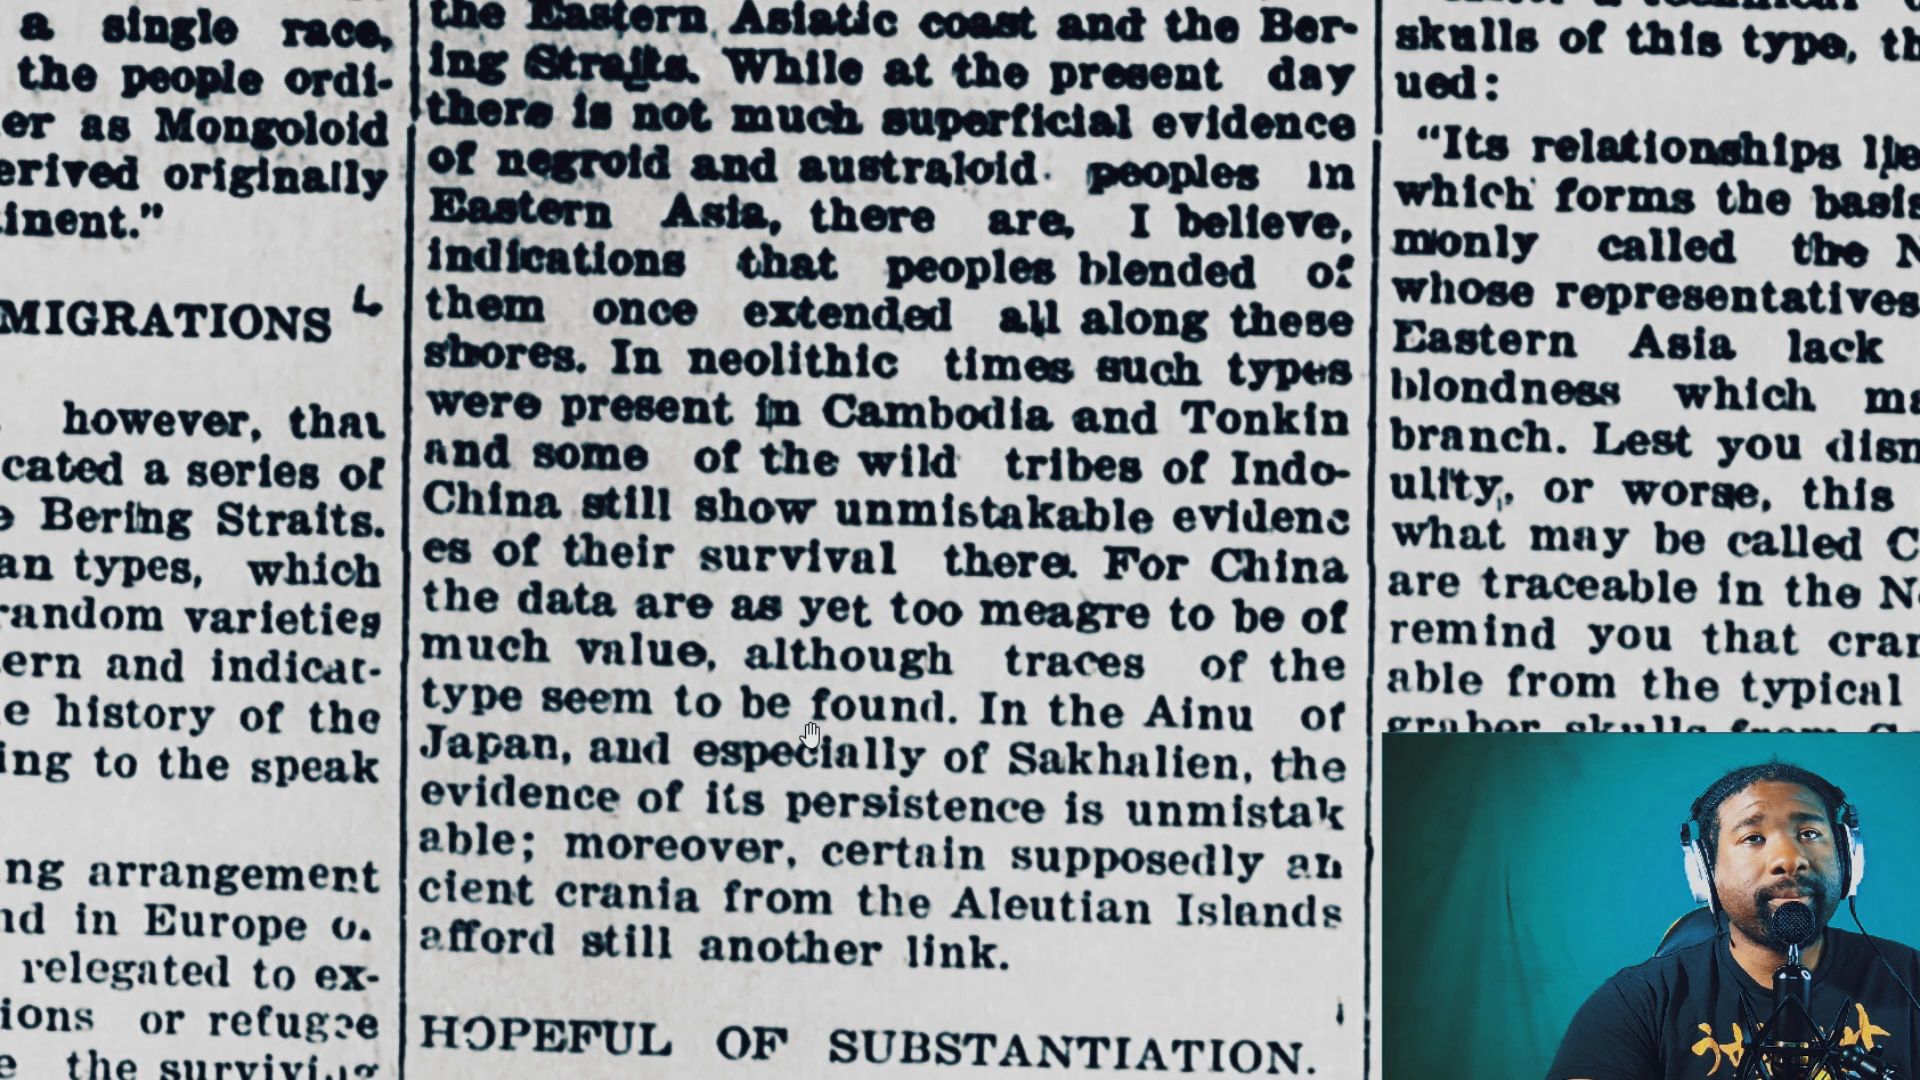 a single race,
the people ordi-
er as Mongoloid
erived originally
inent."
MIGRATIONS
however, that
cated a series of
Bering Straits.
an types, which
random varieties
ern and indicat-
e history of the
ing to the speak
ng arrangement
nd in Europe
relegated to ex-
ions or refugee
the surviving
the Eastern Asiatic coast and the Ber-
ing Straits. While at the present day
there is not much superficial evidence
of negroid and australoid peoples in
Eastern Asia, there are, I believe,
indications that peoples blended of
them once extended all along these
shores. In neolithic times such types
were present in Cambodia and Tonkin
and some of the wild tribes of Indo-
China still show unmistakable evidenc
es of their survival there. For China
the data are as yet too meagre to be of
much value, although traces of the
type seem to be found. In the Ainu of
Japan, and especially of Sakhalien, the
evidence of its persistence is unmistak
able; moreover, certain supposedly an
cient crania from the Aleutian Islands
afford still another link.
HOPEFUL OF SUBSTANTIATION.
skulls of this type, th
ued:
"Its relationships lie
which forms the basis
monly called the N
whose representatives
Eastern Asia lack
blondness which ma
branch. Lest you dism
ulity, or worse, this
what may be called C
are traceable in the N
remind you that cran
able from the typical